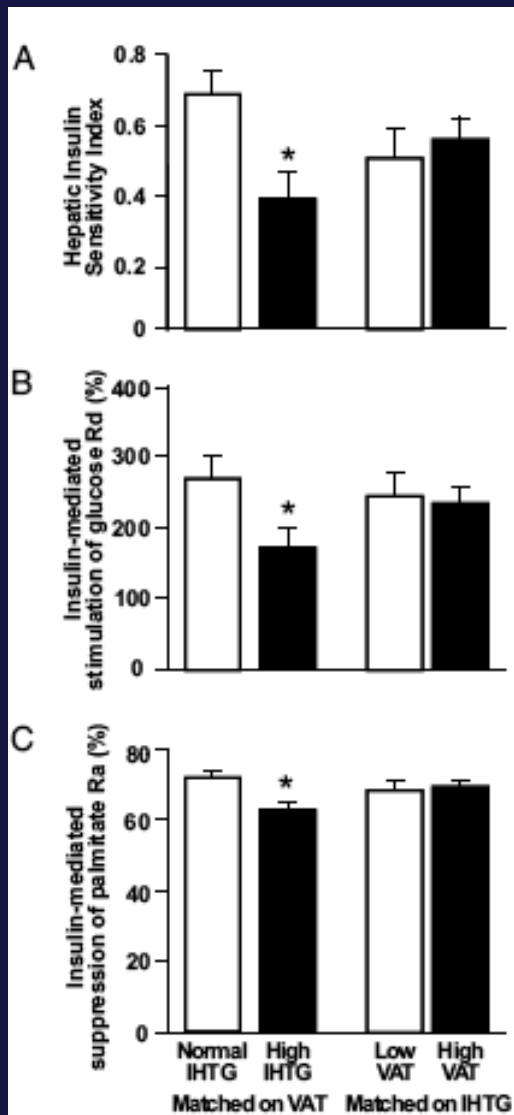 A
Hepatic Insulin
Sensitivity Index
0.8
0.6
0.4
0.2
0
*
B
Insulin-mediated
stimulation of glucose Rd (%)
400
300
200
100
0
*
C
Insulin-mediated
suppression of palmitate Ra (%)
80
60
40
20
0
*
Normal High Low High
IHTG IHTG VAT VAT
Matched on VAT Matched on IHTG